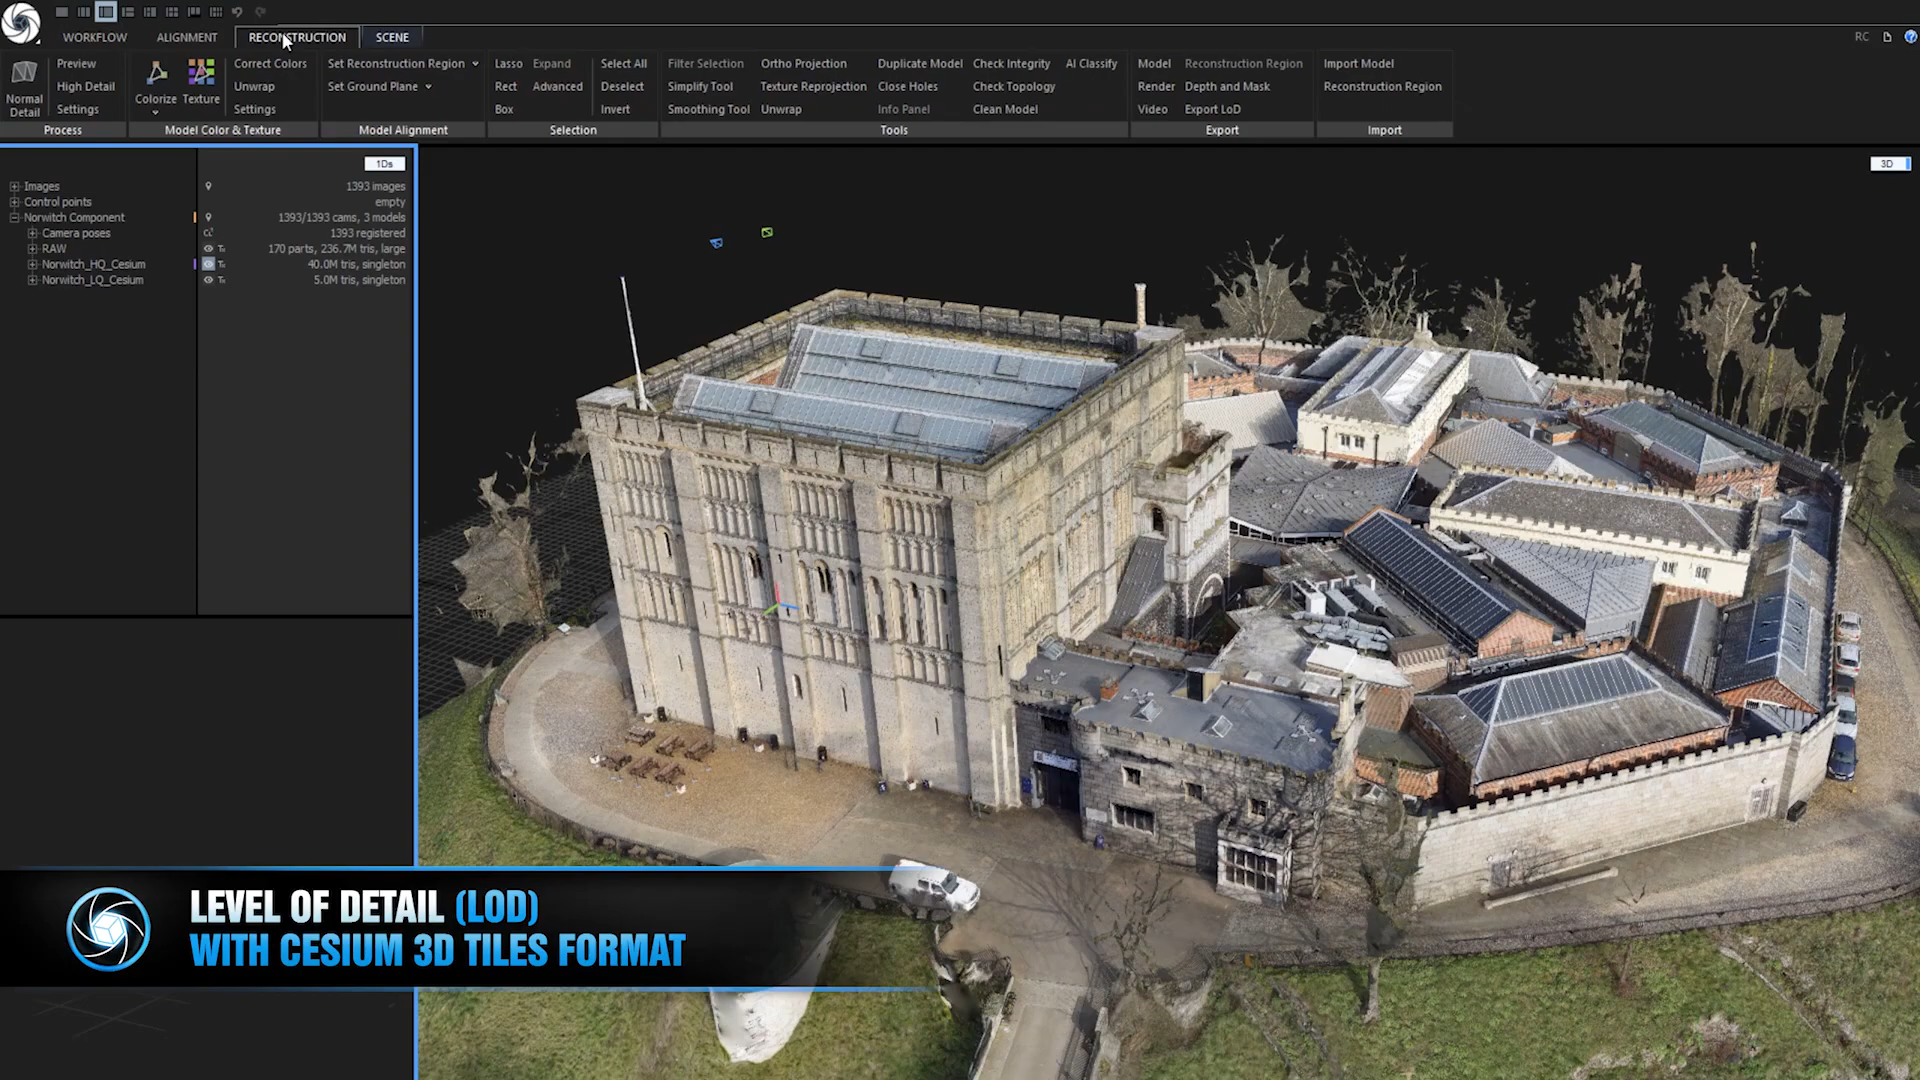 WORKFLOW ALIGNMENT RECONSTRUCTION SCENE RC
Normal Detail
Preview
High Detail
Settings
Process
Colorize
Texture
Correct Colors
Unwrap
Settings
Model Color & Texture
Set Reconstruction Region
Set Ground Plane
Model Alignment
Lasso Expand Select All
Rect Advanced Deselect
Box Invert
Selection
Filter Selection Ortho Projection Duplicate Model Check Integrity AI Classify
Simplify Tool Texture Reprojection Close Holes Check Topology
Smoothing Tool Unwrap Info Panel Clean Model
Tools
Model Reconstruction Region
Render Depth and Mask
Video Export LoD
Export
Import Model
Reconstruction Region
Import
1Ds
3D
Images 1393 images
Control points empty
Norwitch Component 1393/1393 cams, 3 models
Camera poses 1393 registered
RAW 170 parts, 236.7M tris, large
Norwitch_HQ_Cesium 40.0M tris, singleton
Norwitch_LQ_Cesium 5.0M tris, singleton
LEVEL OF DETAIL (LOD)
WITH CESIUM 3D TILES FORMAT